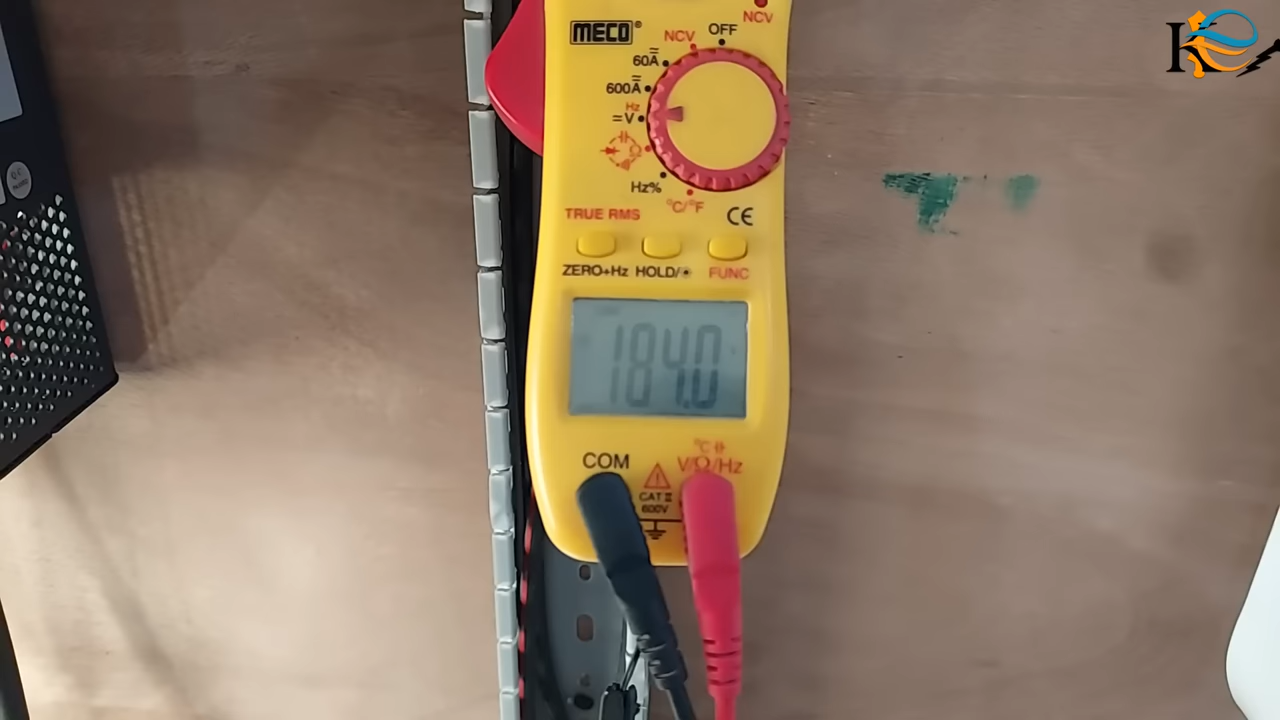 NCV
MECO®
NCV OFF
60A
600A
Hz
=V
Ω
Hz%
°C/°F
TRUE RMS
CE
ZERO+Hz HOLD/☀ FUNC
184.0
°C
COM V/Ω/Hz
CAT II
600V